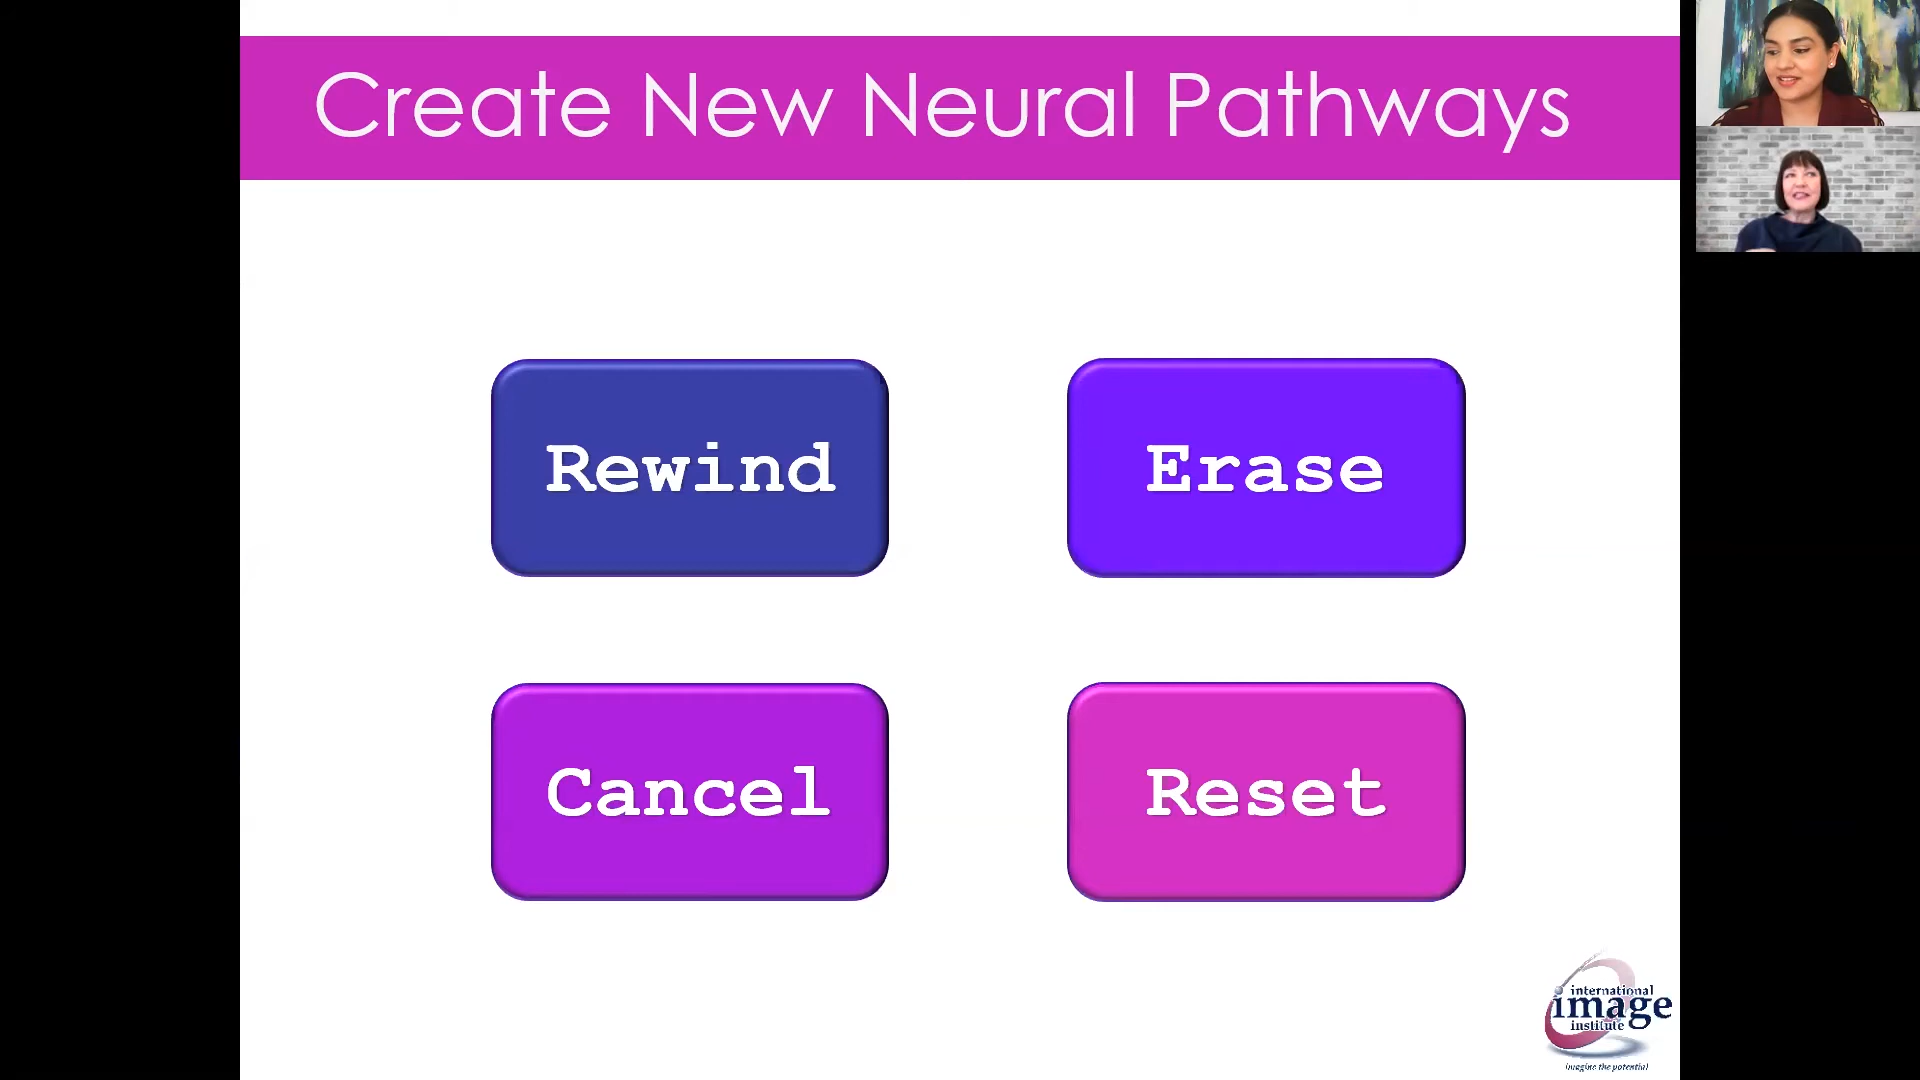 Create New Neural Pathways
Rewind
Erase
Cancel
Reset
international
image
institute
imagine the potential